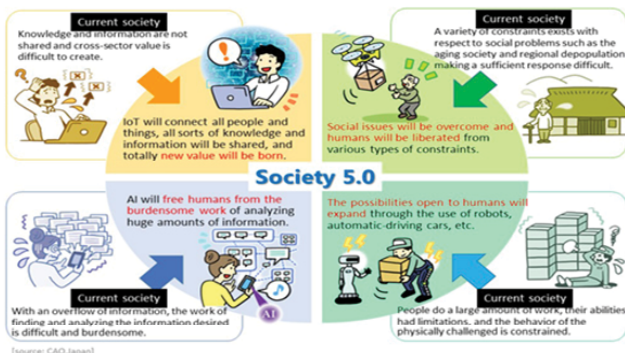 Current society
Knowledge and information are not
shared and cross-sector value is
difficult to create.
IoT will connect all people and
things, all sorts of knowledge and
information will be shared, and
totally new value will be born.
Current society
A variety of constraints exists with
respect to social problems such as the
aging society and regional depopulation
making a sufficient response difficult.
Social issues will be overcome and
humans will be liberated from
various types of constraints.
Society 5.0
AI will free humans from the
burdensome work of analyzing
huge amounts of information.
AI
Current society
With an overflow of information, the work of
finding and analyzing the information desired
is difficult and burdensome.
The possibilities open to humans will
expand through the use of robots,
automatic-driving cars, etc.
Current society
People do a large amount of work, their abilities
had limitations. and the behavior of the
physically challenged is constrained.
[source: CAO Japan]